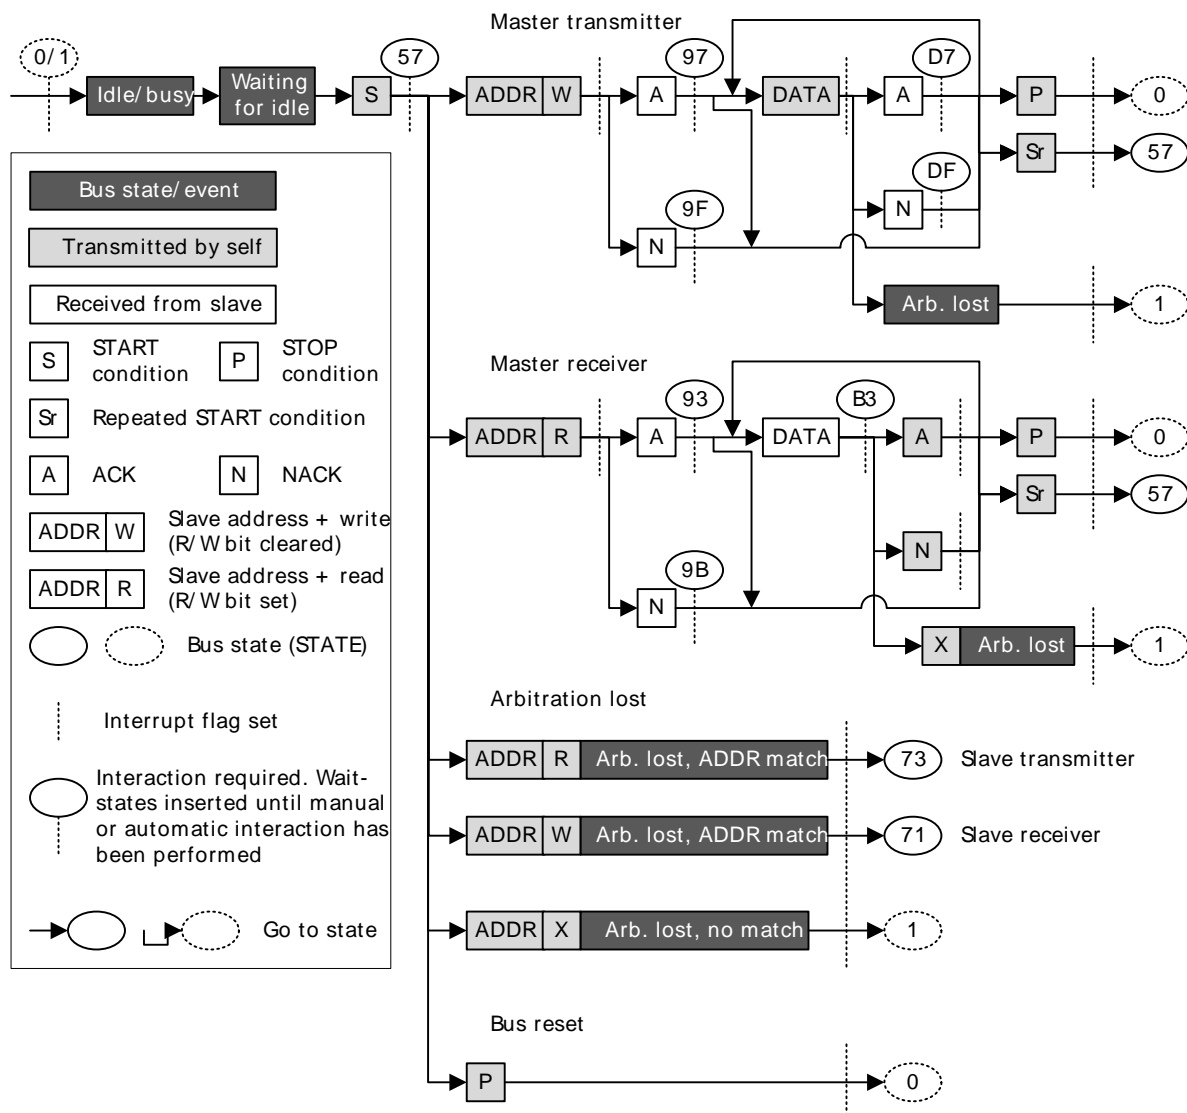 Master transmitter
0/1
57
97
D7
Idle/busy
Waiting
for idle
S
ADDR W
A
DATA
A
P
0
Sr
57
DF
N
9F
N
Arb. lost
1
Bus state/event
Transmitted by self
Received from slave
S
START
condition
P
STOP
condition
Sr
Repeated START condition
A
ACK
N
NACK
ADDR W
Slave address + write
(R/W bit cleared)
ADDR R
Slave address + read
(R/W bit set)
Bus state (STATE)
Interrupt flag set
Interaction required. Wait-
states inserted until manual
or automatic interaction has
been performed
Go to state
Master receiver
93
B3
ADDR R
A
DATA
A
P
0
Sr
57
N
9B
N
X Arb. lost
1
Arbitration lost
ADDR R Arb. lost, ADDR match
73
Slave transmitter
ADDR W Arb. lost, ADDR match
71
Slave receiver
ADDR X Arb. lost, no match
1
Bus reset
P
0